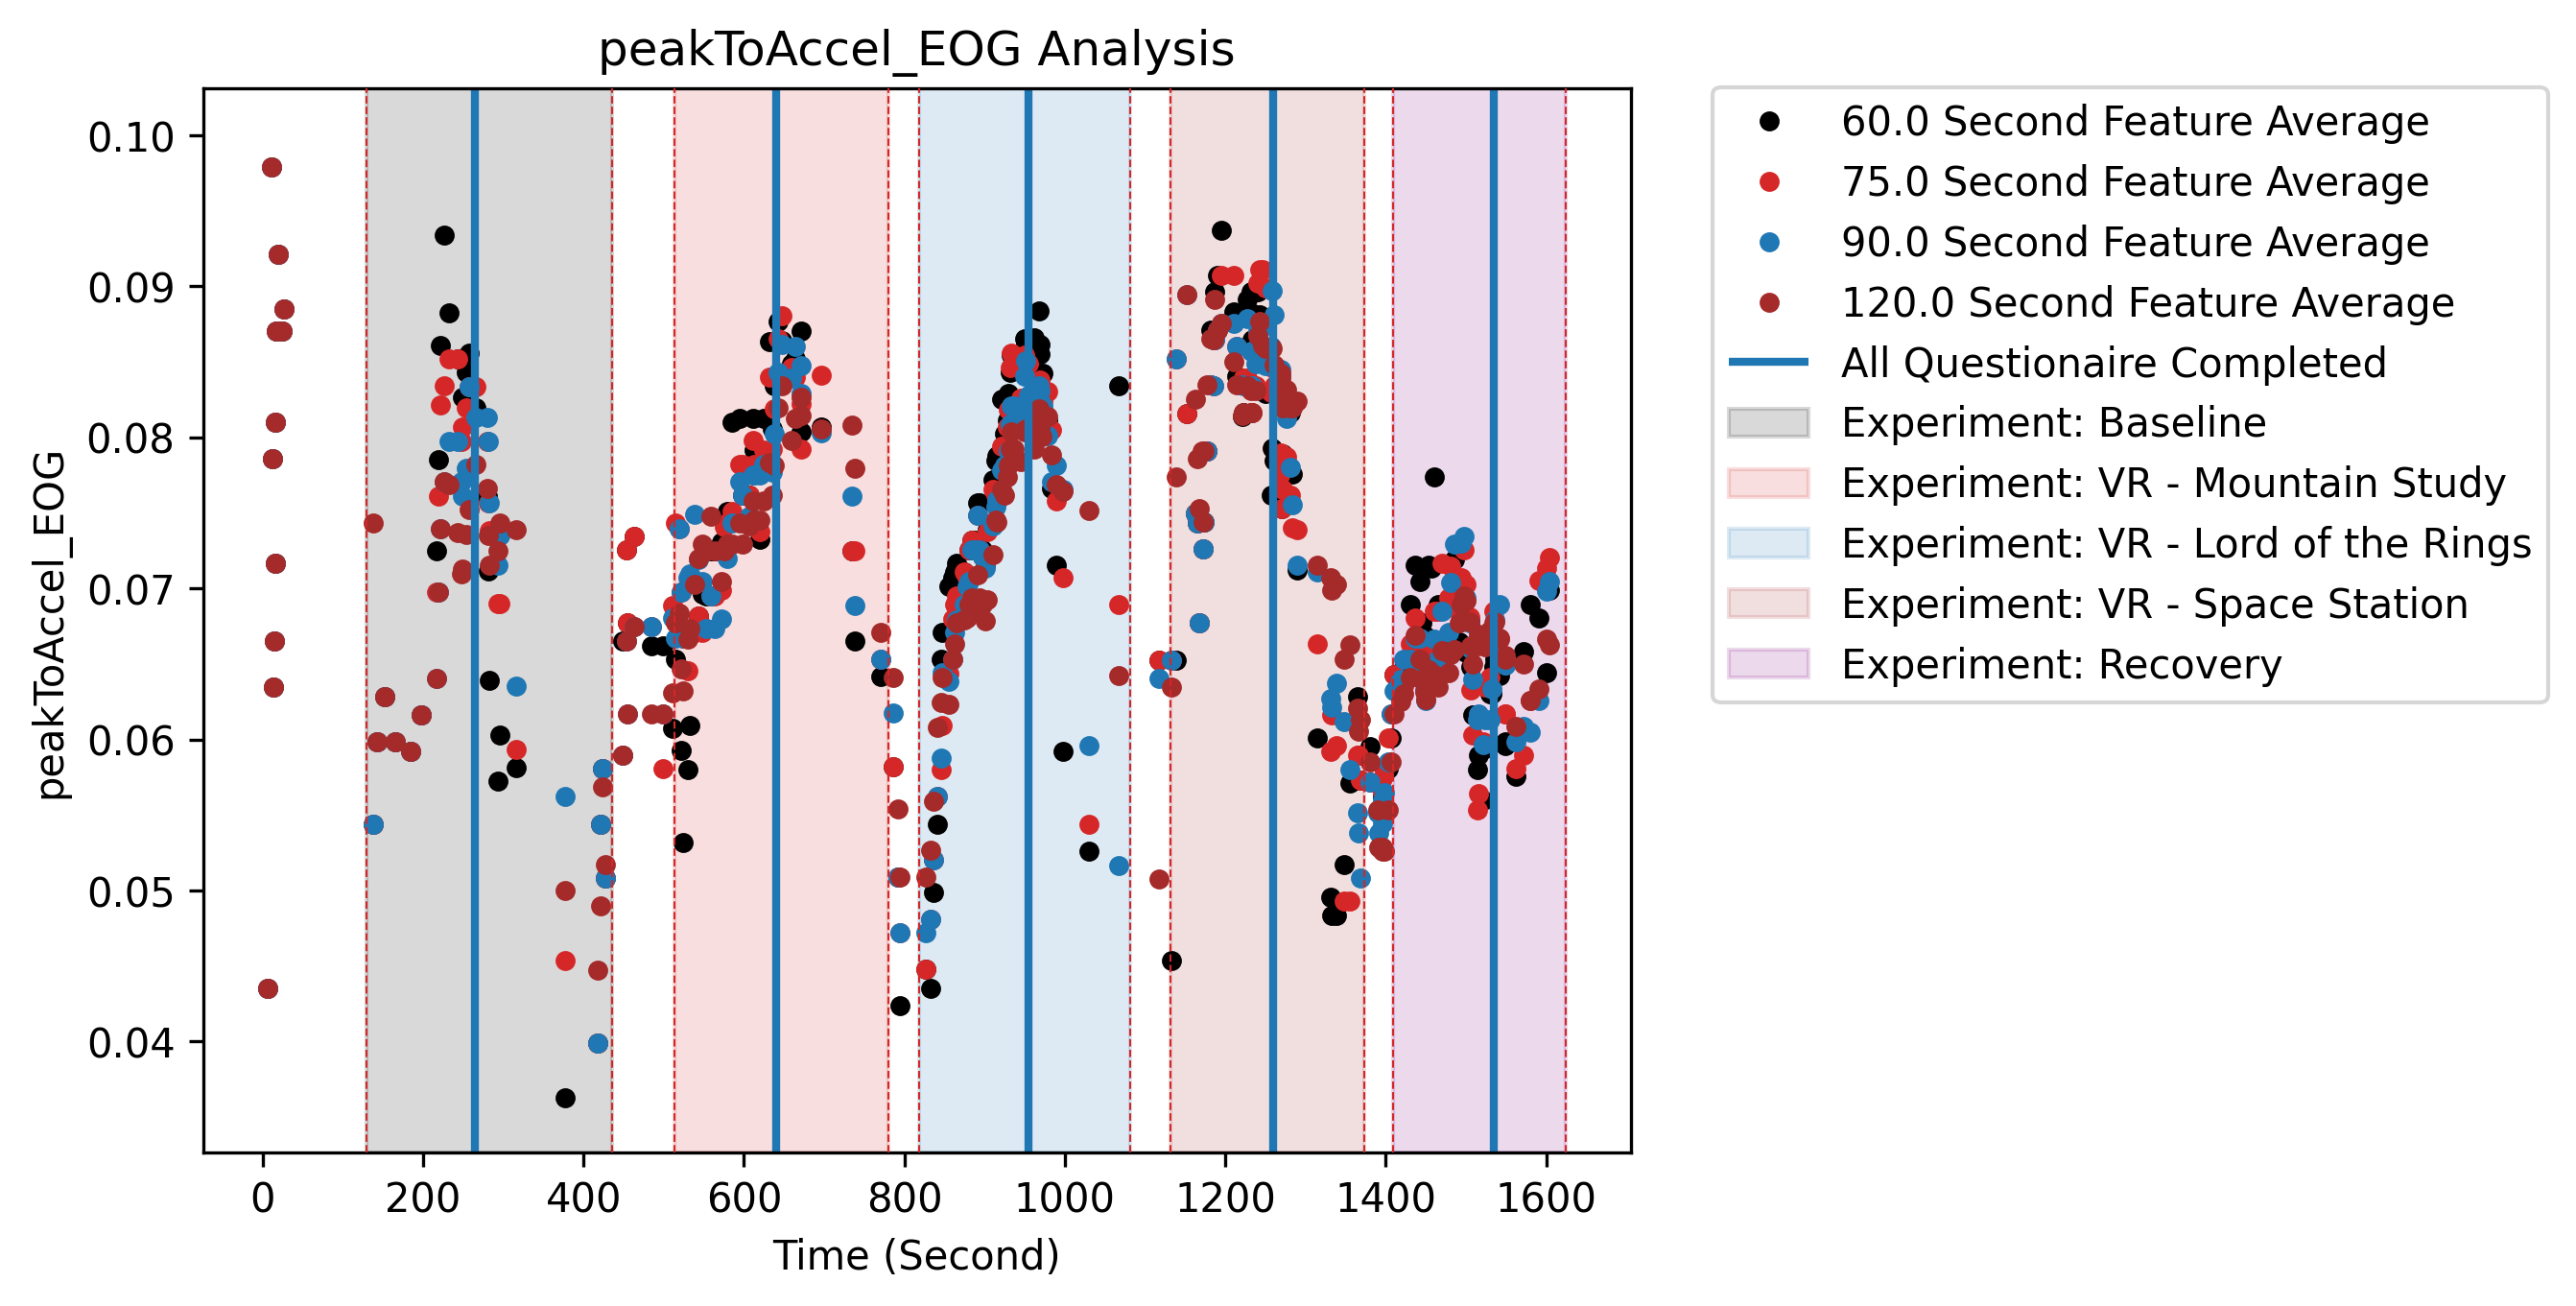 peakToAccel_EOG Analysis
peakToAccel_EOG
0.10
0.09
0.08
0.07
0.06
0.05
0.04
0 200 400 600 800 1000 1200 1400 1600
Time (Second)
60.0 Second Feature Average
75.0 Second Feature Average
90.0 Second Feature Average
120.0 Second Feature Average
All Questionaire Completed
Experiment: Baseline
Experiment: VR - Mountain Study
Experiment: VR - Lord of the Rings
Experiment: VR - Space Station
Experiment: Recovery